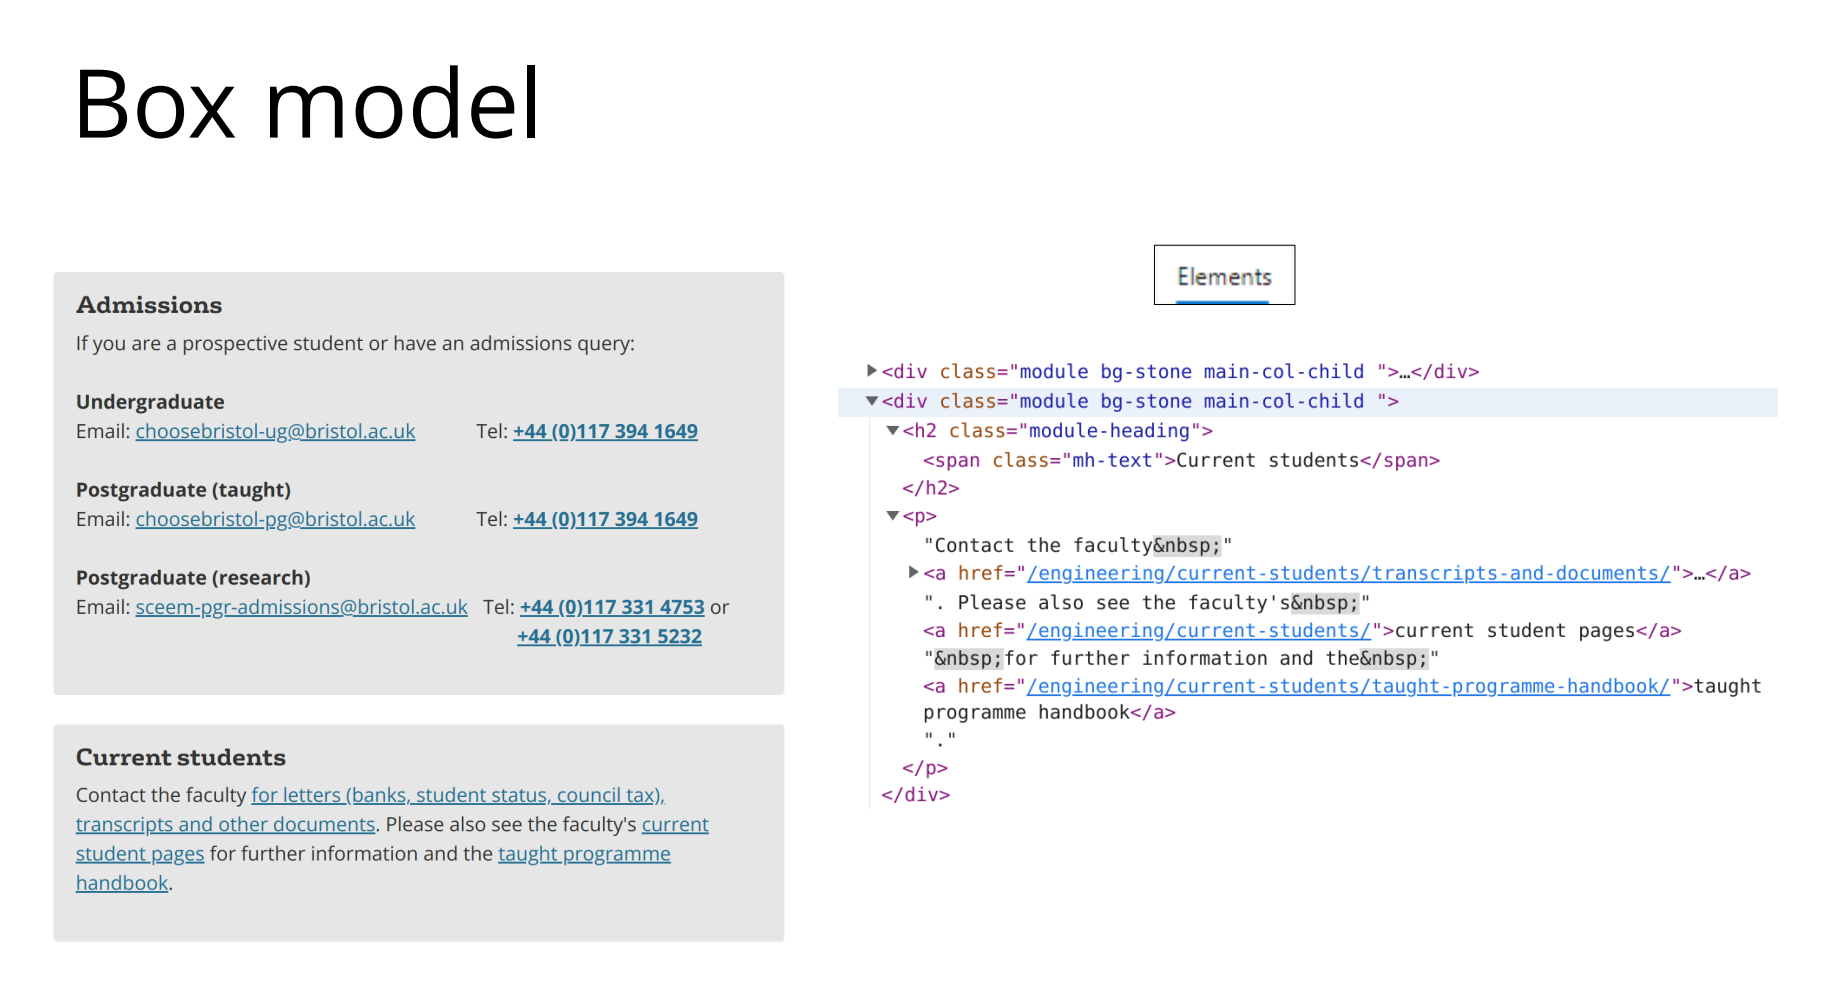 Box model
Admissions
If you are a prospective student or have an admissions query:
Undergraduate
Email: choosebristol-ug@bristol.ac.uk Tel: +44 (0)117 394 1649
Postgraduate (taught)
Email: choosebristol-pg@bristol.ac.uk Tel: +44 (0)117 394 1649
Postgraduate (research)
Email: sceem-pgr-admissions@bristol.ac.uk Tel: +44 (0)117 331 4753 or
+44 (0)117 331 5232
Current students
Contact the faculty for letters (banks, student status, council tax),
transcripts and other documents. Please also see the faculty's current
student pages for further information and the taught programme
handbook.
Elements
<div class="module bg-stone main-col-child ">…</div>
<div class="module bg-stone main-col-child ">
<h2 class="module-heading">
<span class="mh-text">Current students</span>
</h2>
<p>
"Contact the faculty&nbsp;"
<a href="/engineering/current-students/transcripts-and-documents/">…</a>
". Please also see the faculty's&nbsp;"
<a href="/engineering/current-students/">current student pages</a>
"&nbsp;for further information and the&nbsp;"
<a href="/engineering/current-students/taught-programme-handbook/">taught
programme handbook</a>
"."
</p>
</div>